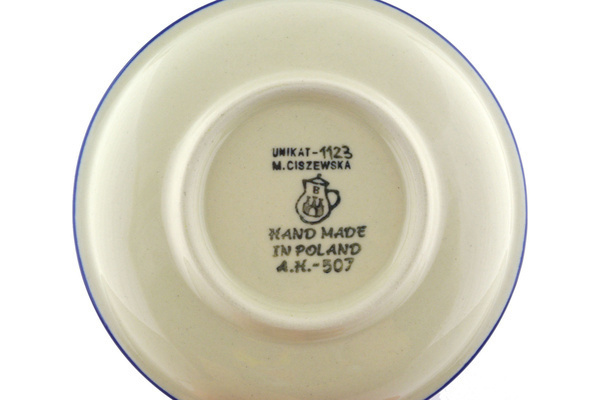 UNIKAT-1123
M.CISZEWSKA
B
HAND MADE
IN POLAND
A.H.-507